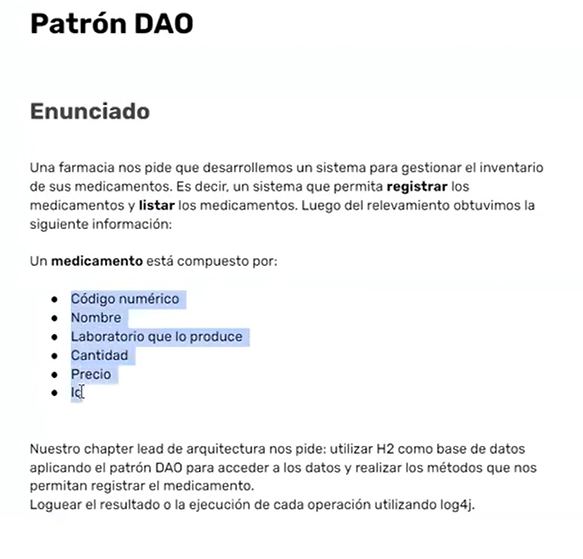 Patrón DAO
Enunciado
Una farmacia nos pide que desarrollemos un sistema para gestionar el inventario
de sus medicamentos. Es decir, un sistema que permita registrar los
medicamentos y listar los medicamentos. Luego del relevamiento obtuvimos la
siguiente información:
Un medicamento está compuesto por:
• Código numérico
• Nombre
• Laboratorio que lo produce
• Cantidad
• Precio
• Id
Nuestro chapter lead de arquitectura nos pide: utilizar H2 como base de datos
aplicando el patrón DAO para acceder a los datos y realizar los métodos que nos
permitan registrar el medicamento.
Loguear el resultado o la ejecución de cada operación utilizando log4j.